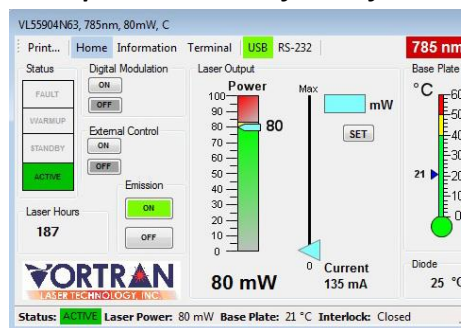 VL55904N63, 785nm, 80mW, C
Print... Home Information Terminal USB RS-232 785 nm
Status Digital Modulation Laser Output Base Plate
FAULT ON Power Max °C
WARMUP OFF mW
STANDBY External Control SET
ACTIVE ON
OFF
Emission
ON
OFF
Laser Hours
187
100
90
80 80
70
60
50
40
30
20
10
0
0 Current
80 mW 135 mA
60
50
40
30
21 20
10
0
Diode
25 °C
VORTRAN
LASER TECHNOLOGY, INC.
Status: ACTIVE Laser Power: 80 mW Base Plate: 21 °C Interlock: Closed